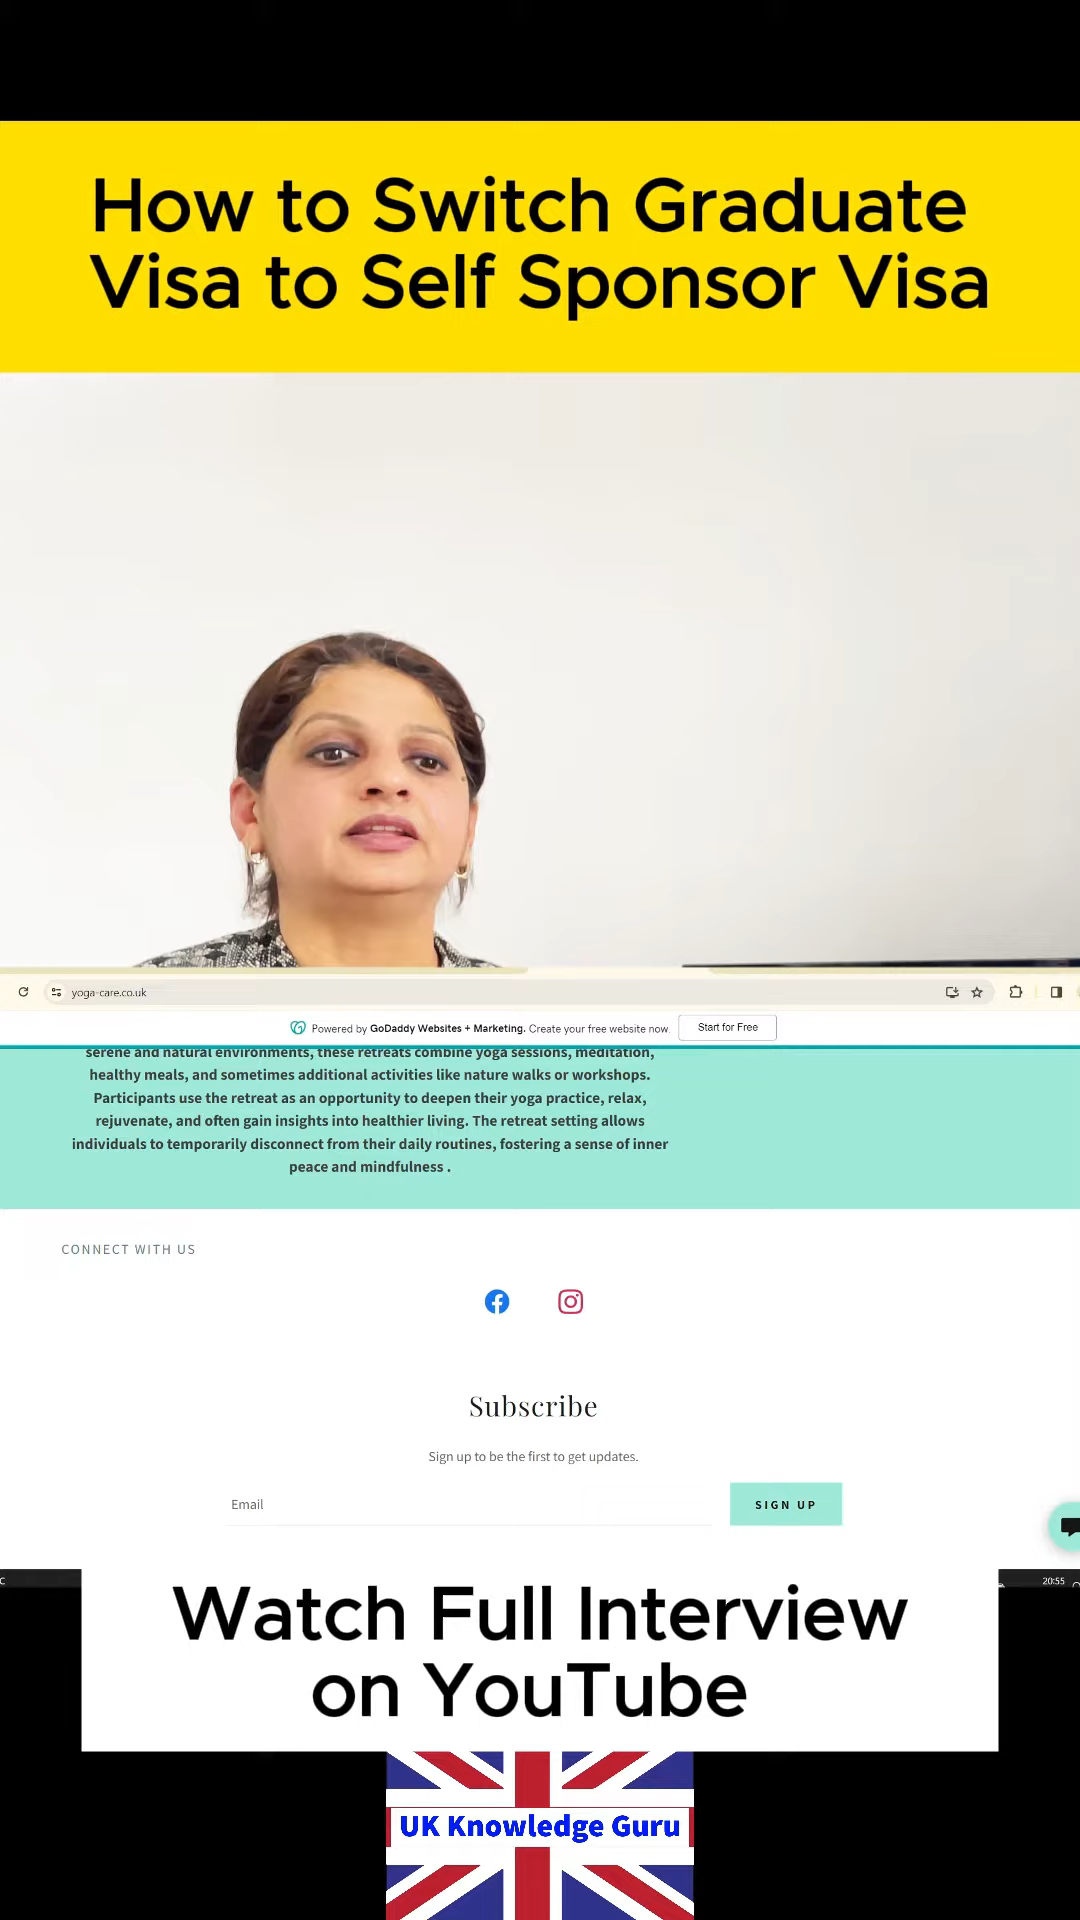 How to Switch Graduate
Visa to Self Sponsor Visa
yoga-care.co.uk
Powered by GoDaddy Websites + Marketing. Create your free website now.
Start for Free
serene and natural environments, these retreats combine yoga sessions, meditation,
healthy meals, and sometimes additional activities like nature walks or workshops.
Participants use the retreat as an opportunity to deepen their yoga practice, relax,
rejuvenate, and often gain insights into healthier living. The retreat setting allows
individuals to temporarily disconnect from their daily routines, fostering a sense of inner
peace and mindfulness .
CONNECT WITH US
Subscribe
Sign up to be the first to get updates.
Email
SIGN UP
C
20:55
Watch Full Interview
on YouTube
UK Knowledge Guru